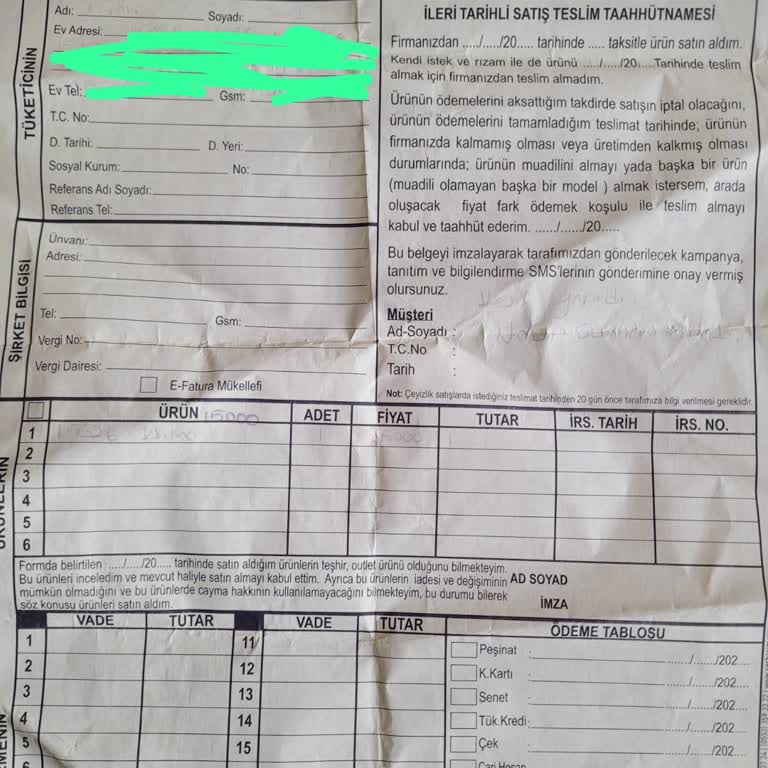 Adı: Soyadı:
Ev Adresi:
Ev Tel: Gsm:
T.C. No:
D. Tarihi: D. Yeri:
Sosyal Kurum: No:
Referans Adı Soyadı:
Referans Tel:
TÜKETİCİNİN
İLERİ TARİHLİ SATIŞ TESLİM TAAHHÜTNAMESİ
Firmanızdan ..../...../20.... tarihinde ..... taksitle ürün satın aldım.
Kendi istek ve rızam ile de ürünü ...../...../20....Tarihinde teslim
almak için firmanızdan teslim almadım.
Ürünün ödemelerini aksattığım takdirde satışın iptal olacağını,
ürünün ödemelerini tamamladığım teslimat tarihinde; ürünün
firmanızda kalmamış olması veya üretimden kalkmış olması
durumlarında; ürünün muadilini almayı yada başka bir ürün
(muadili olamayan başka bir model ) almak istersem, arada
oluşacak fiyat fark ödemek koşulu ile teslim almayı
kabul ve taahhüt ederim. ....../....../20.....
Bu belgeyi imzalayarak tarafımızdan gönderilecek kampanya,
tanıtım ve bilgilendirme SMS'lerinin gönderimine onay vermiş
olursunuz.
Müşteri
Ad-Soyadı :
T.C.No :
Tarih :
Not: Çeyizlik satışlarda istediğiniz teslimat tarihinden 20 gün önce tarafımıza bilgi verilmesi gereklidir.
ŞİRKET BİLGİSİ
Ünvanı:
Adresi:
Tel: Gsm:
Vergi No:
Vergi Dairesi:
E-Fatura Mükellefi
ÜRÜN 15000 ADET FİYAT TUTAR İRS. TARİH İRS. NO.
1
2
3
4
5
6
ÜRÜNLERİN
Formda belirtilen ...../...../20..... tarihinde satın aldığım ürünlerin teşhir, outlet ürünü olduğunu bilmekteyim.
Bu ürünleri inceledim ve mevcut haliyle satın almayı kabul ettim. Ayrıca bu ürünlerin iadesi ve değişiminin AD SOYAD
mümkün olmadığını ve bu ürünlerde cayma hakkının kullanılamayacağını bilmekteyim, bu durumu bilerek
söz konusu ürünleri satın aldım. İMZA
VADE TUTAR VADE TUTAR ÖDEME TABLOSU
1 11 Peşinat : ......./....../202....
2 12 K.Kartı : ......./....../202....
3 13 Senet : ......./....../202....
4 14 Tük.Kredi: ......./....../202....
5 15 Çek : ......./....../202....
6 Cari Hesap